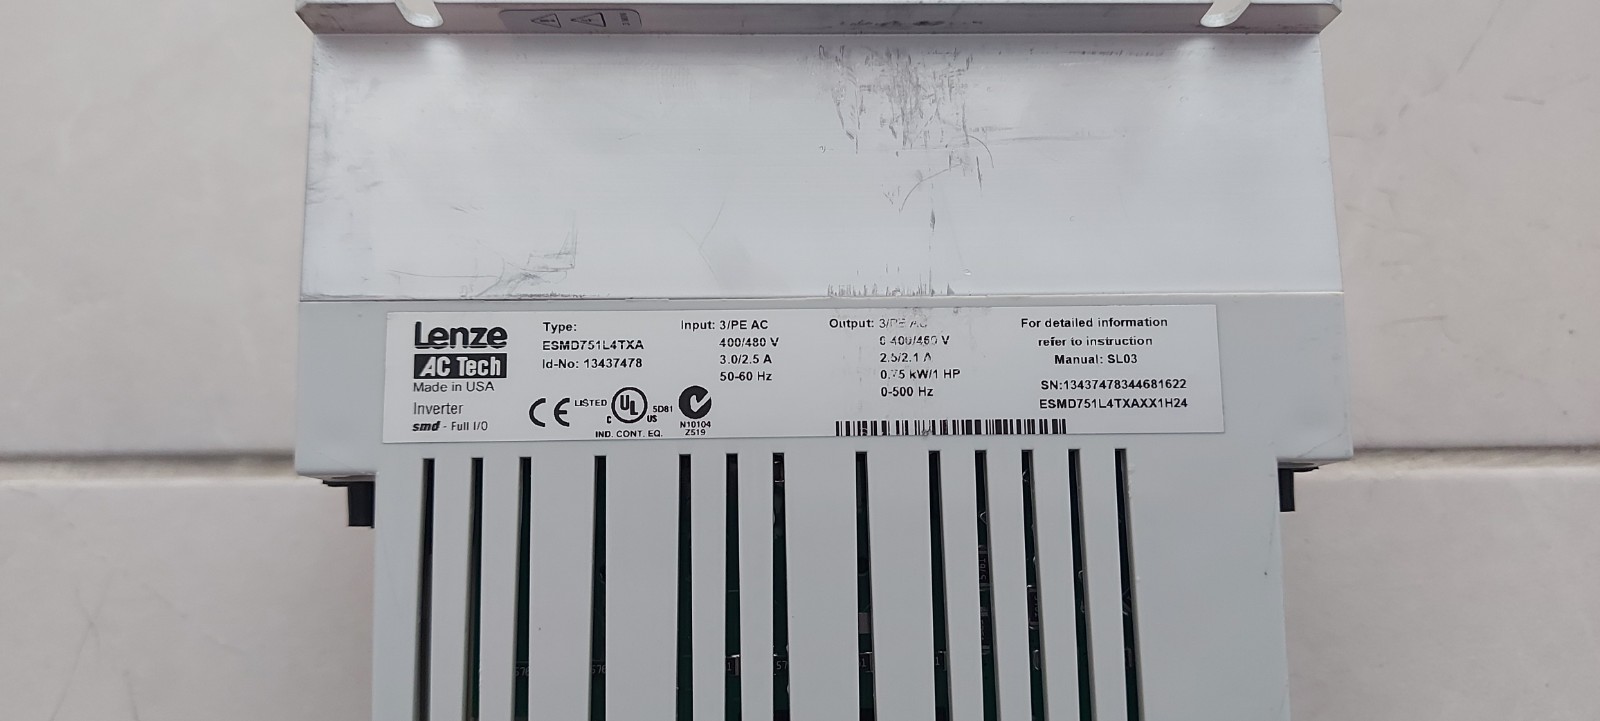 Lenze
AC Tech
Made in USA
Inverter
smd - Full I/O
Type:
ESMD751L4TXA
Id-No: 13437478
CE LISTED UL C US 5D81
IND. CONT. EQ.
N10104
Z519
Input: 3/PE AC
400/480 V
3.0/2.5 A
50-60 Hz
Output: 3/PE AC
0-400/460 V
2.5/2.1 A
0.75 kW/1 HP
0-500 Hz
For detailed information
refer to instruction
Manual: SL03
SN:13437478344681622
ESMD751L4TXAXX1H24